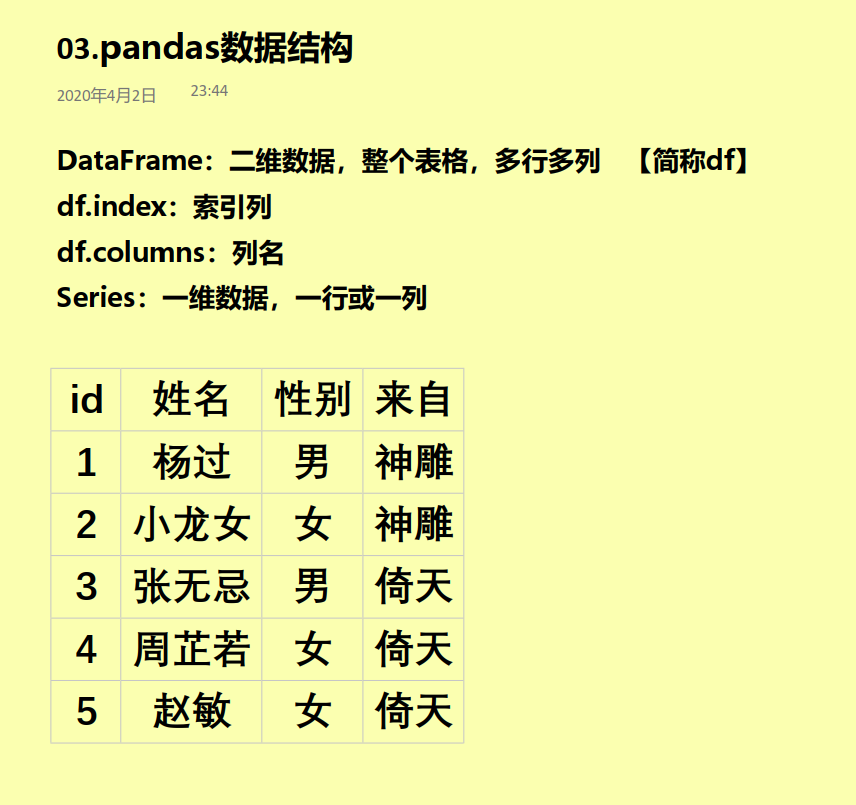 03.pandas数据结构
2020年4月2日 23:44
DataFrame：二维数据，整个表格，多行多列 【简称df】
df.index：索引列
df.columns：列名
Series：一维数据，一行或一列
id 姓名 性别 来自
1 杨过 男 神雕
2 小龙女 女 神雕
3 张无忌 男 倚天
4 周芷若 女 倚天
5 赵敏 女 倚天